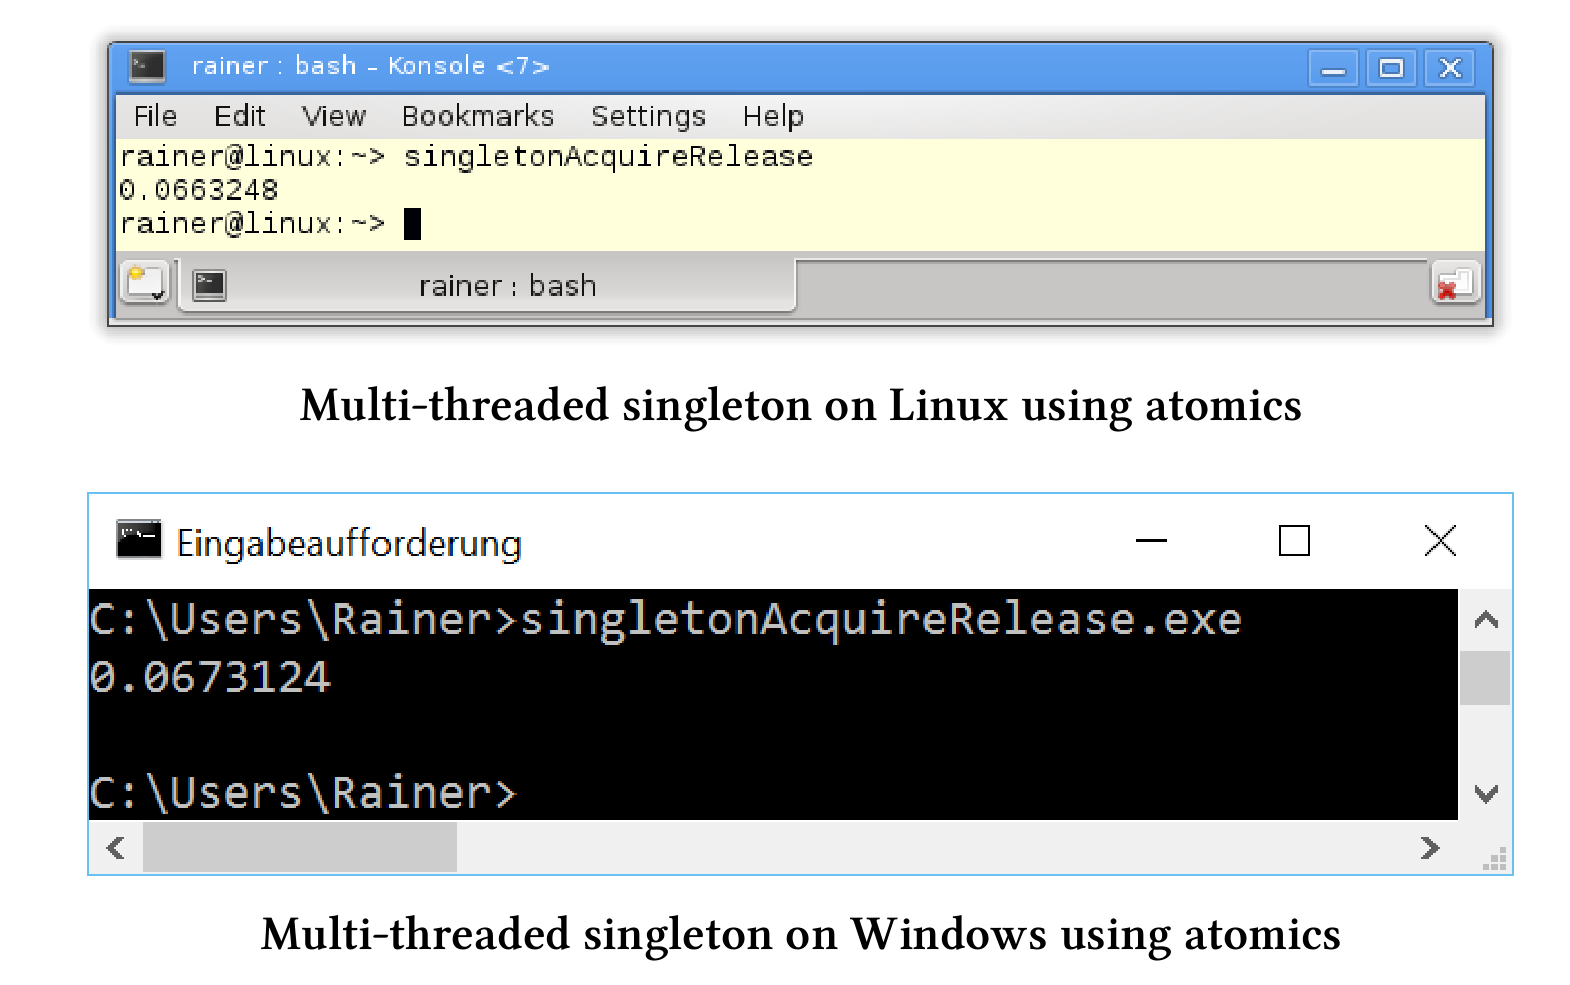 rainer : bash – Konsole <7>
File Edit View Bookmarks Settings Help
rainer@linux:~> singletonAcquireRelease
0.0663248
rainer@linux:~>
rainer : bash
Multi-threaded singleton on Linux using atomics
Eingabeaufforderung
C:\Users\Rainer>singletonAcquireRelease.exe
0.0673124
C:\Users\Rainer>
Multi-threaded singleton on Windows using atomics